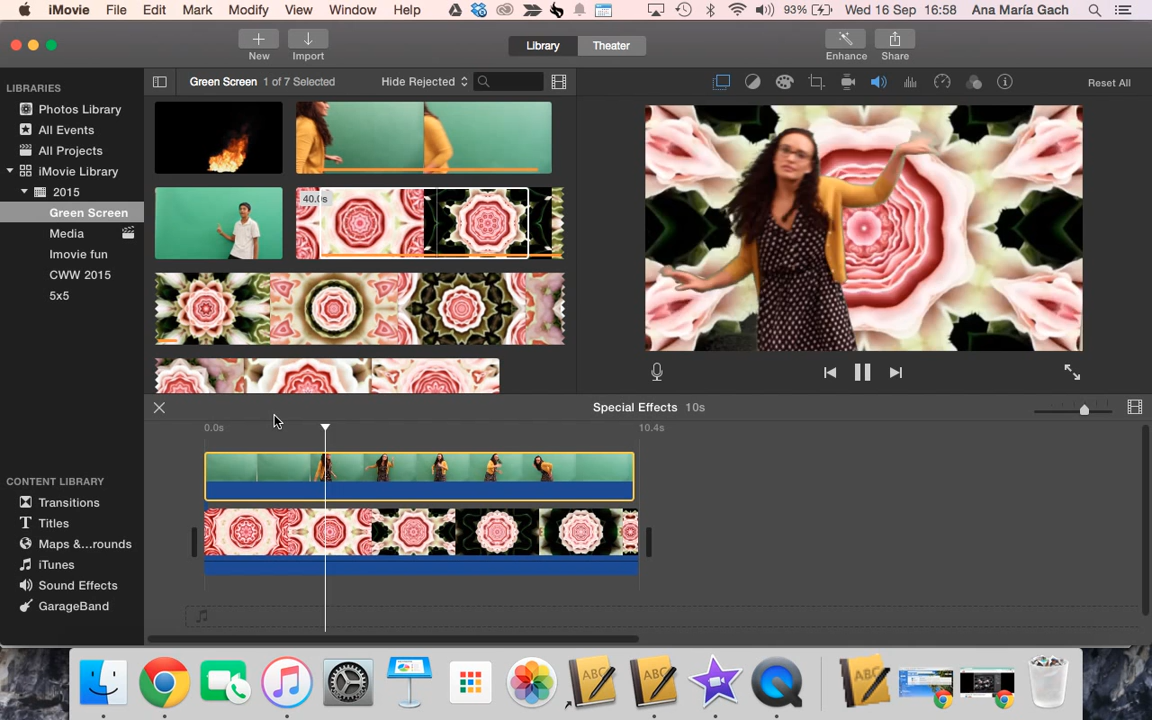 iMovie File Edit Mark Modify View Window Help 93% Wed 16 Sep 16:58 Ana María Gach
New Import Library Theater Enhance Share
LIBRARIES
Photos Library
All Events
All Projects
iMovie Library
2015
Green Screen
Media
Imovie fun
CWW 2015
5x5
Green Screen 1 of 7 Selected Hide Rejected
Reset All
40.0s
CONTENT LIBRARY
Transitions
T Titles
Maps &...rounds
iTunes
Sound Effects
GarageBand
Special Effects 10s
0.0s 10.4s
ABC ABC ABC